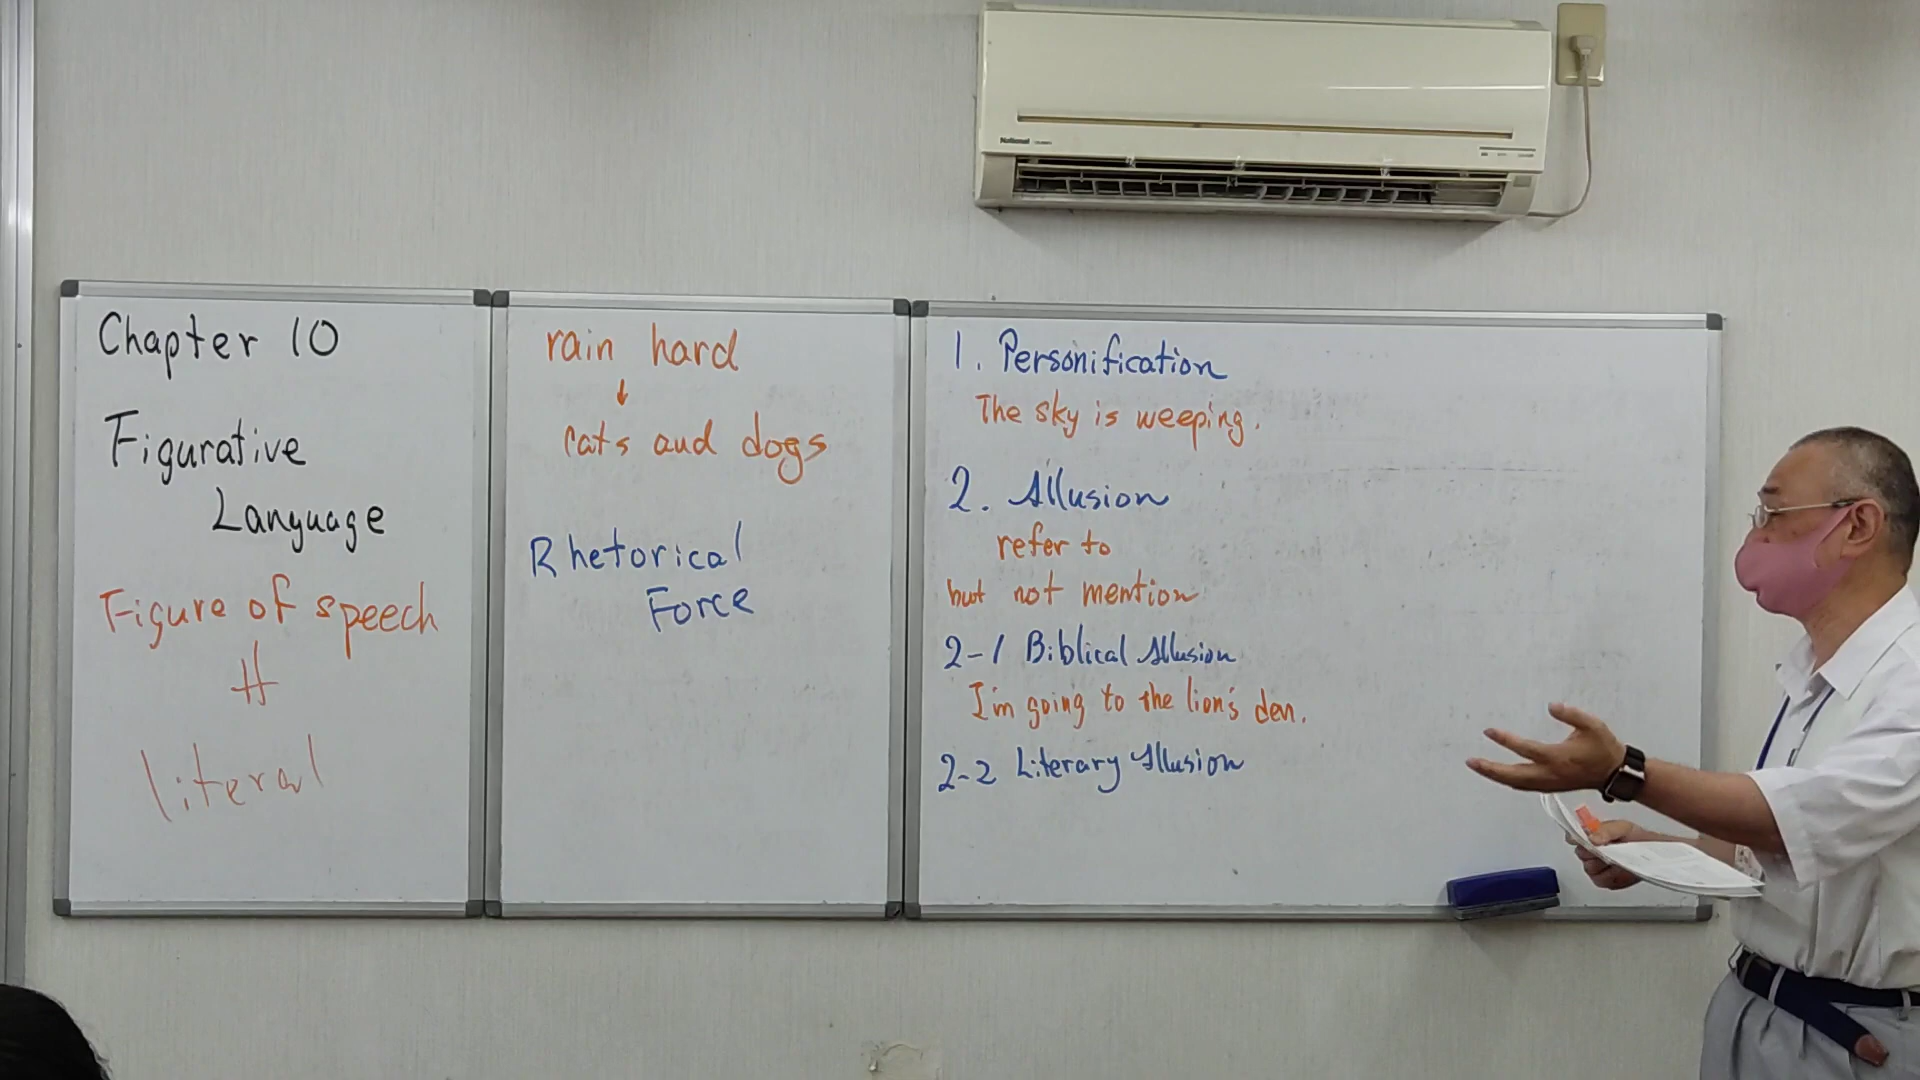 Chapter 10
Figurative
Language
Figure of speech
≠
literal
rain hard
↓
cats and dogs
Rhetorical
Force
1. Personification
The sky is weeping.
2. Allusion
refer to
but not mention
2-1 Biblical Allusion
I'm going to the lion's den.
2-2 Literary Allusion
National